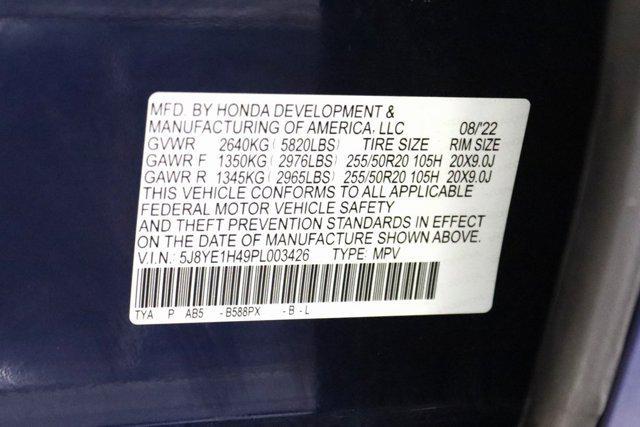 MFD. BY HONDA DEVELOPMENT &
MANUFACTURING OF AMERICA, LLC 08/'22
GVWR 2640KG ( 5820LBS) TIRE SIZE RIM SIZE
GAWR F 1350KG ( 2976LBS) 255/50R20 105H 20X9.0J
GAWR R 1345KG ( 2965LBS) 255/50R20 105H 20X9.0J
THIS VEHICLE CONFORMS TO ALL APPLICABLE
FEDERAL MOTOR VEHICLE SAFETY
AND THEFT PREVENTION STANDARDS IN EFFECT
ON THE DATE OF MANUFACTURE SHOWN ABOVE.
V.I.N.: 5J8YE1H49PL003426 TYPE: MPV
TYA P AB5 -B588PX -B-L